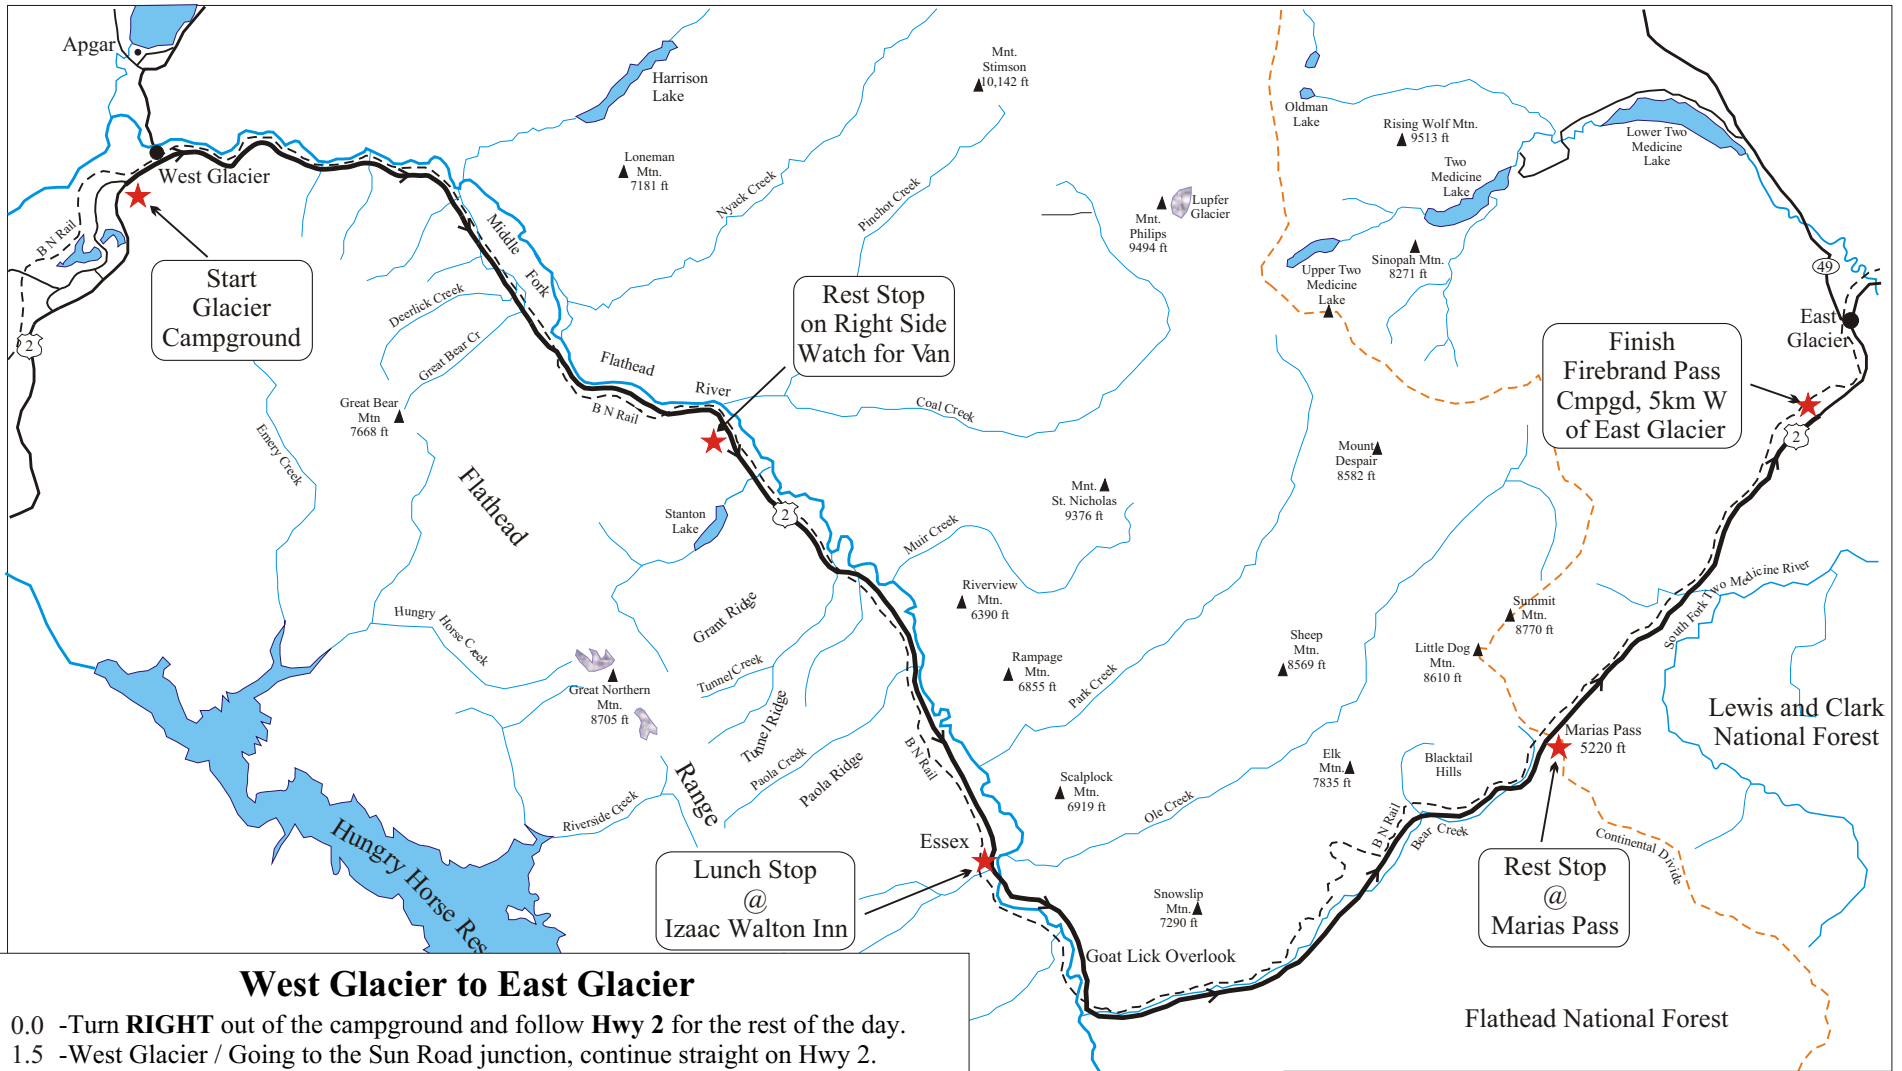 Apgar
West Glacier
B N Rail
2
Start
Glacier
Campground
Harrison
Lake
Loneman
Mtn.
7181 ft
Mnt.
Stimson
10,142 ft
Nyack Creek
Pinchot Creek
Middle
Fork
Flathead
River
Deerlick Creek
Great Bear Cr
Great Bear
Mtn
7668 ft
Emery Creek
B N Rail
Rest Stop
on Right Side
Watch for Van
Coal Creek
Mnt.
Philips
9494 ft
Lupfer
Glacier
Oldman
Lake
Rising Wolf Mtn.
9513 ft
Two
Medicine
Lake
Lower Two
Medicine
Lake
Upper Two
Medicine
Lake
Sinopah Mtn.
8271 ft
49
East
Glacier
Finish
Firebrand Pass
Cmpgd, 5km W
of East Glacier
2
Mount
Despair
8582 ft
Mnt.
St. Nicholas
9376 ft
Flathead
Range
Stanton
Lake
2
Muir Creek
Riverview
Mtn.
6390 ft
Rampage
Mtn.
6855 ft
Park Creek
Hungry Horse Creek
Grant Ridge
Tunnel Creek
Tunnel Ridge
Great Northern
Mtn.
8705 ft
Paola Creek
Paola Ridge
Riverside Creek
B N Rail
Scalplock
Mtn.
6919 ft
Ole Creek
Sheep
Mtn.
8569 ft
Elk
Mtn.
7835 ft
Blacktail
Hills
Summit
Mtn.
8770 ft
Little Dog
Mtn.
8610 ft
South Fork Two Medicine River
Lewis and Clark
National Forest
Marias Pass
5220 ft
Continental Divide
Rest Stop
@
Marias Pass
B N Rail
Bear Creek
Essex
Lunch Stop
@
Izaac Walton Inn
Snowslip
Mtn.
7290 ft
Goat Lick Overlook
Hungry Horse Res
Flathead National Forest
West Glacier to East Glacier
0.0 -Turn RIGHT out of the campground and follow Hwy 2 for the rest of the day.
1.5 -West Glacier / Going to the Sun Road junction, continue straight on Hwy 2.